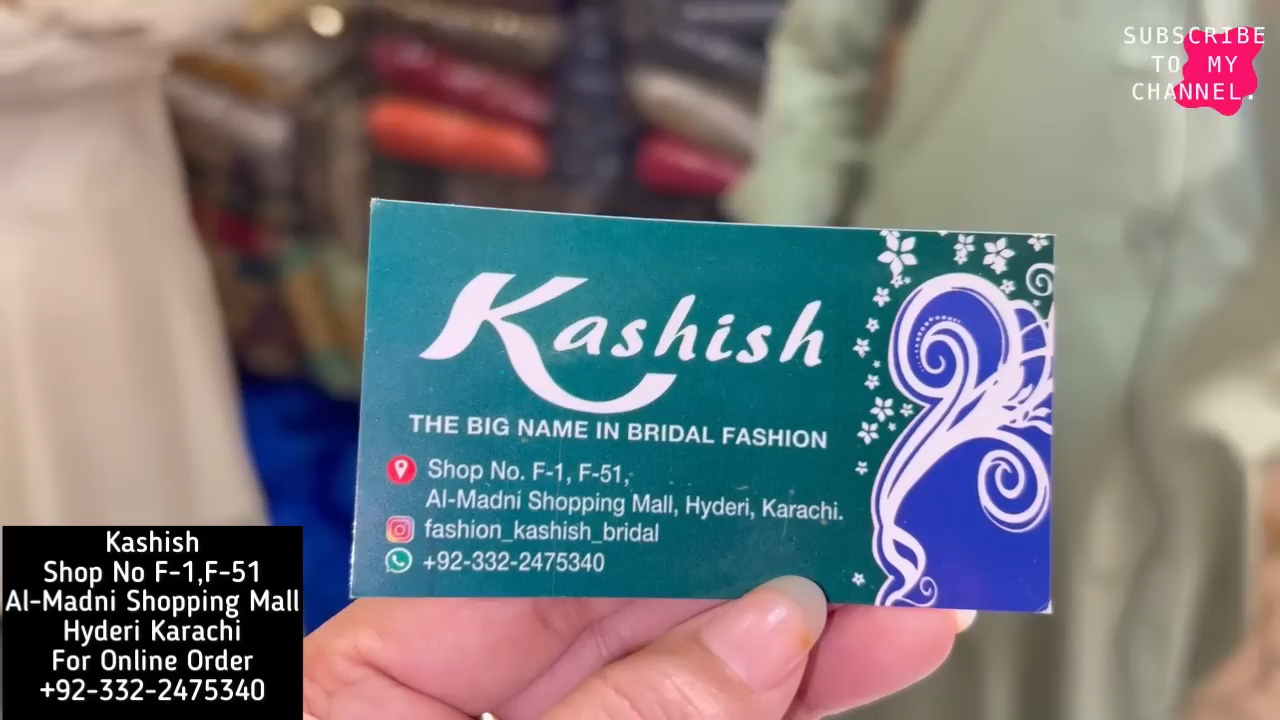 SUBSCRIBE
TO MY
CHANNEL.
Kashish
THE BIG NAME IN BRIDAL FASHION
Shop No. F-1, F-51,
Al-Madni Shopping Mall, Hyderi, Karachi.
fashion_kashish_bridal
+92-332-2475340
Kashish
Shop No F-1,F-51
Al-Madni Shopping Mall
Hyderi Karachi
For Online Order
+92-332-2475340